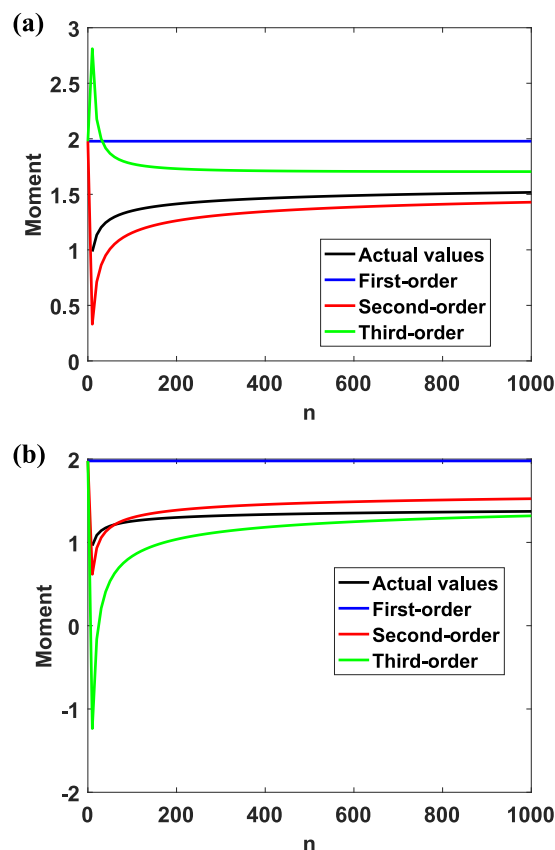 (a)
3
2.5
2
1.5
1
0.5
0
Moment
Actual values
First-order
Second-order
Third-order
0 200 400 600 800 1000
n
(b)
2
1
0
-1
-2
Moment
Actual values
First-order
Second-order
Third-order
0 200 400 600 800 1000
n